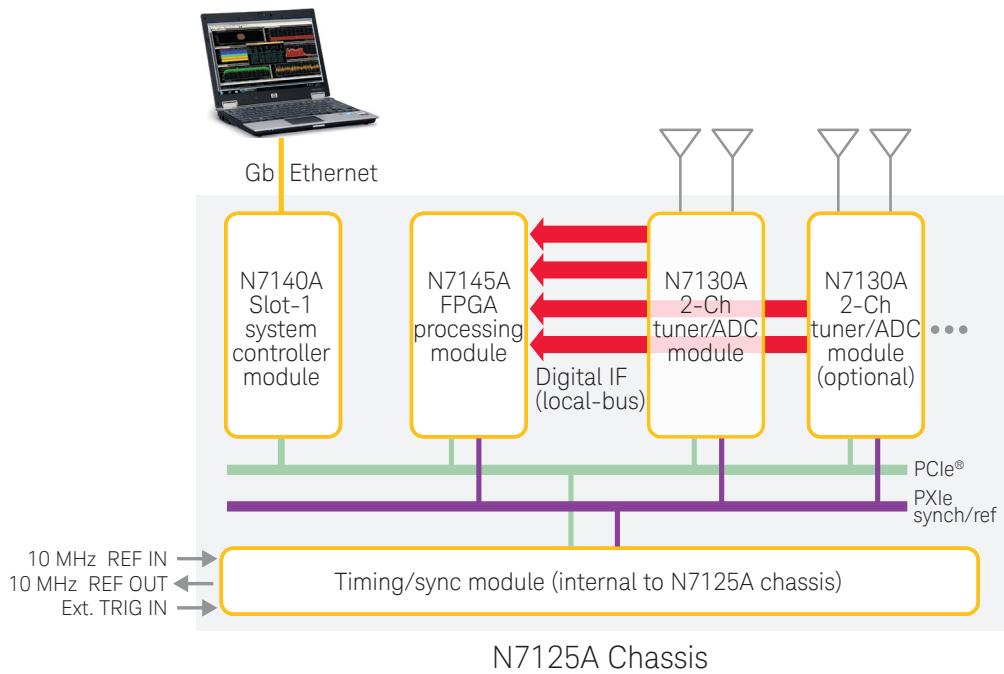 Gb Ethernet
N7140A
Slot-1
system
controller
module
N7145A
FPGA
processing
module
N7130A
2-Ch
tuner/ADC
module
N7130A
2-Ch
tuner/ADC
module
(optional)
Digital IF
(local-bus)
PCIe®
PXIe
synch/ref
10 MHz REF IN
10 MHz REF OUT
Ext. TRIG IN
Timing/sync module (internal to N7125A chassis)
N7125A Chassis